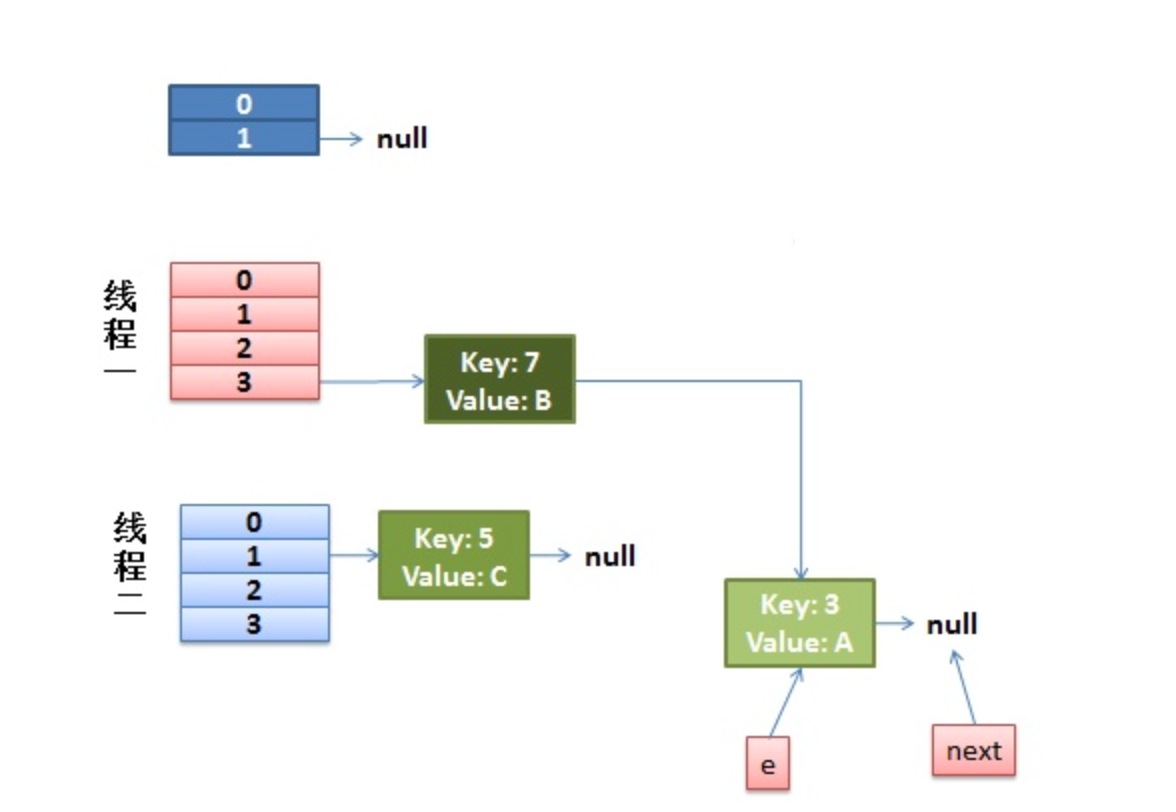 0
1
null
线程一
0
1
2
3
Key: 7
Value: B
线程二
0
1
2
3
Key: 5
Value: C
null
Key: 3
Value: A
null
e
next